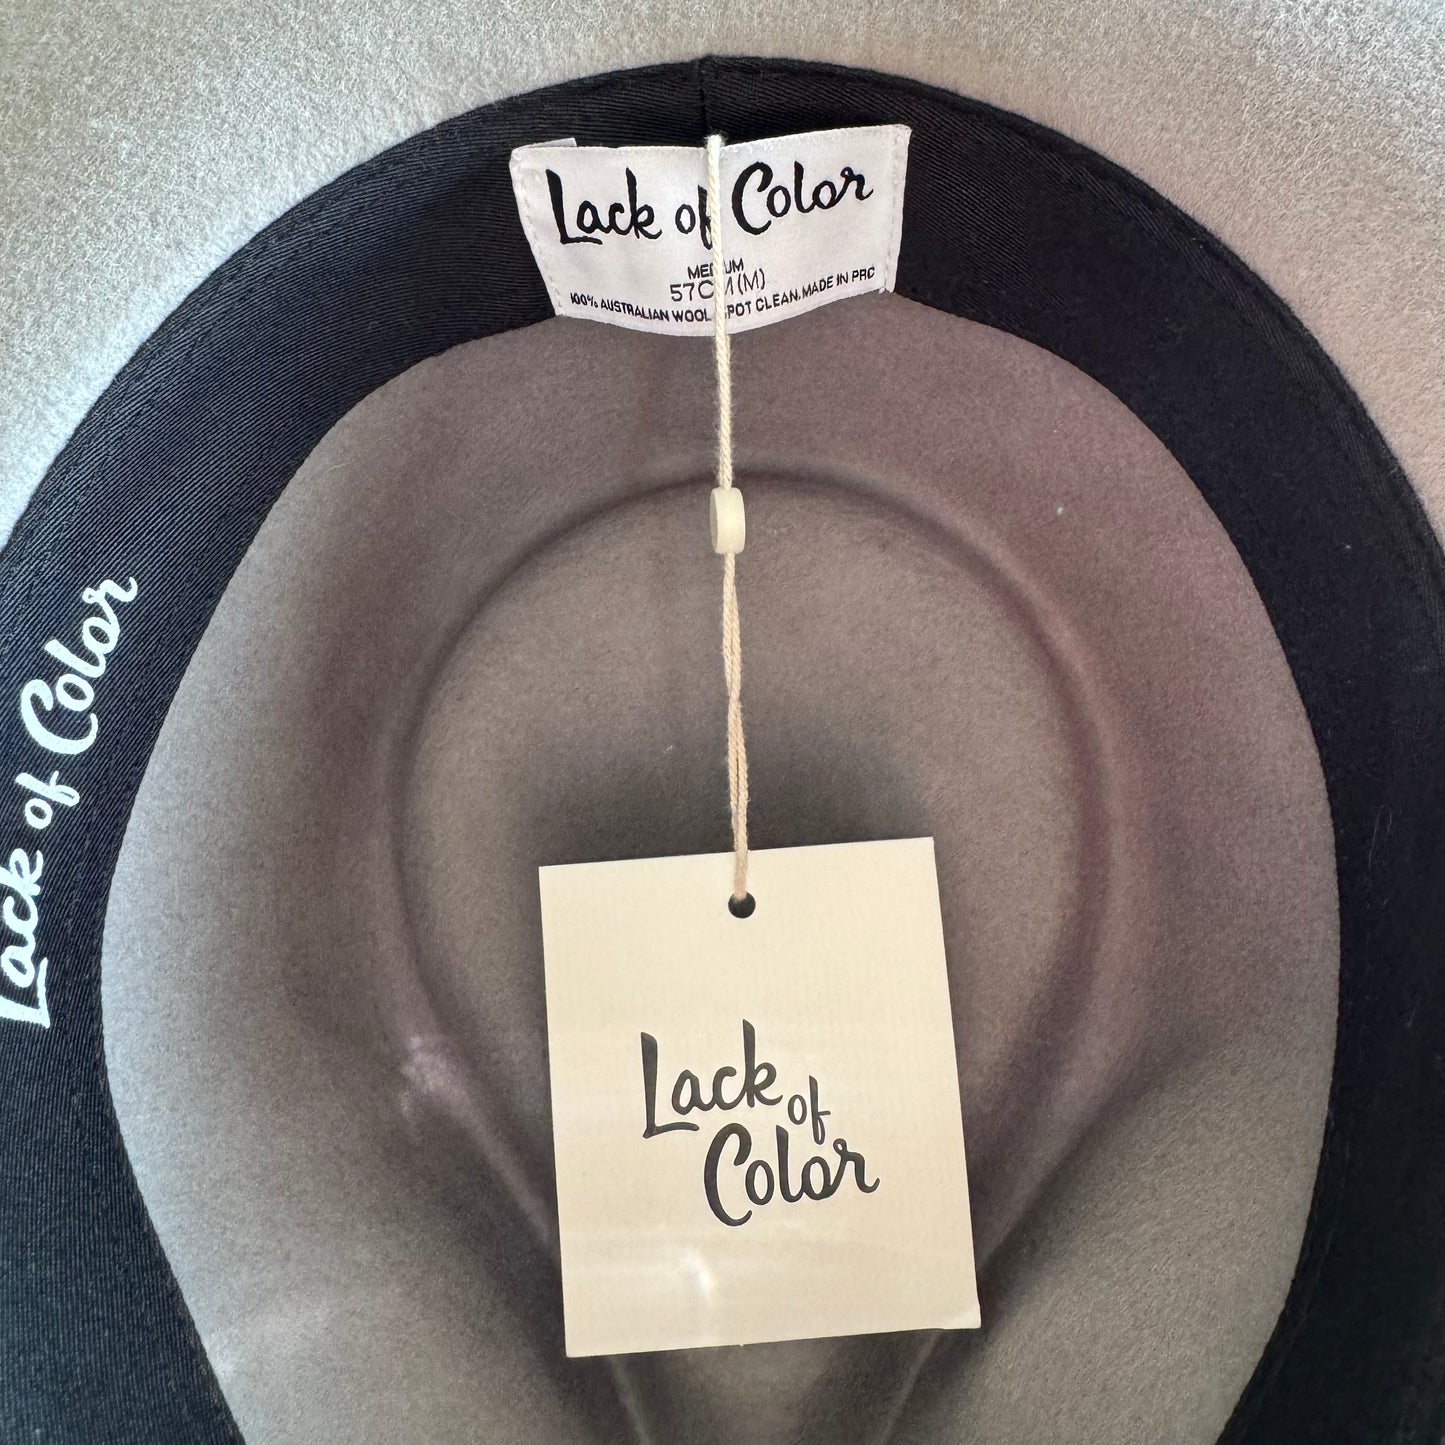 Lack of Color
MEDIUM
57CM (M)
100% AUSTRALIAN WOOL. SPOT CLEAN. MADE IN PRC
Lack of Color
Lack of
Color